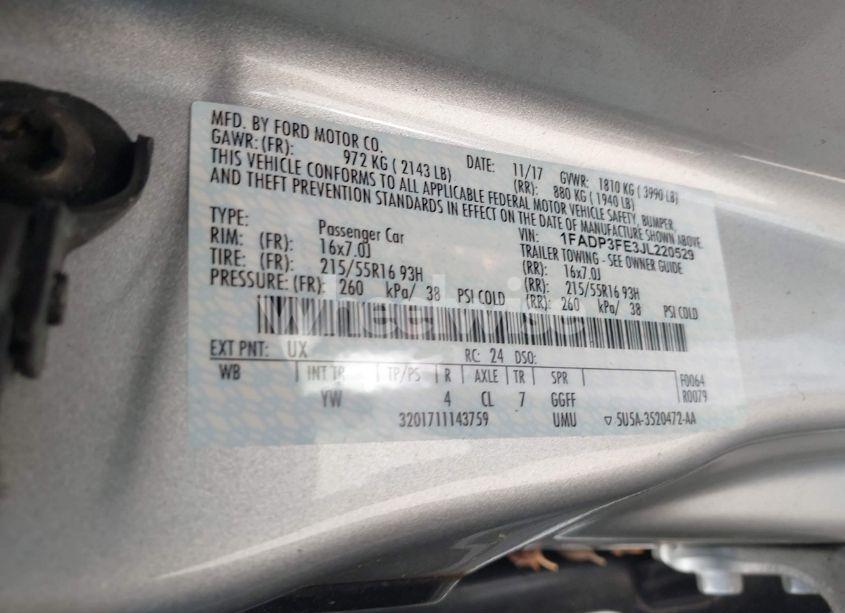 MFD. BY FORD MOTOR CO. DATE: 11/17 GVWR: 1810 KG ( 3990 LB)
GAWR: (FR): 972 KG ( 2143 LB) (RR): 880 KG ( 1940 LB)
THIS VEHICLE CONFORMS TO ALL APPLICABLE FEDERAL MOTOR VEHICLE SAFETY, BUMPER,
AND THEFT PREVENTION STANDARDS IN EFFECT ON THE DATE OF MANUFACTURE SHOWN ABOVE.
VIN: 1FADP3FE3JL220529
TYPE: Passenger Car TRAILER TOWING - SEE OWNER GUIDE
RIM: (FR): 16x7.0J (RR): 16x7.0J
TIRE: (FR): 215/55R16 93H (RR): 215/55R16 93H
PRESSURE: (FR): 260 kPa/ 38 PSI COLD (RR): 260 kPa/ 38 PSI COLD
wheelwise
EXT PNT: UX RC: 24 DSO:
WB INT TR TP/PS R AXLE TR SPR F0064
YW 4 CL 7 GGFF R0079
3201711143759 UMU 5U5A-3520472-AA